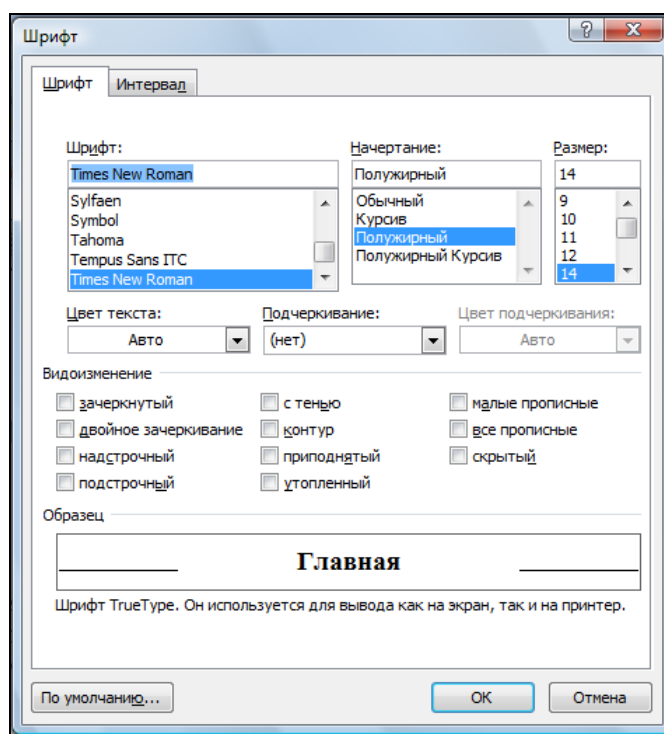 Шрифт
Шрифт Интервал
Шрифт: Начертание: Размер:
Times New Roman Полужирный 14
Sylfaen Обычный 9
Symbol Курсив 10
Tahoma Полужирный 11
Tempus Sans ITC Полужирный Курсив 12
Times New Roman 14
Цвет текста: Подчеркивание: Цвет подчеркивания:
Авто (нет) Авто
Видоизменение
зачеркнутый с тенью малые прописные
двойное зачеркивание контур все прописные
надстрочный приподнятый скрытый
подстрочный утопленный
Образец
Главная
Шрифт TrueType. Он используется для вывода как на экран, так и на принтер.
По умолчанию... ОК Отмена